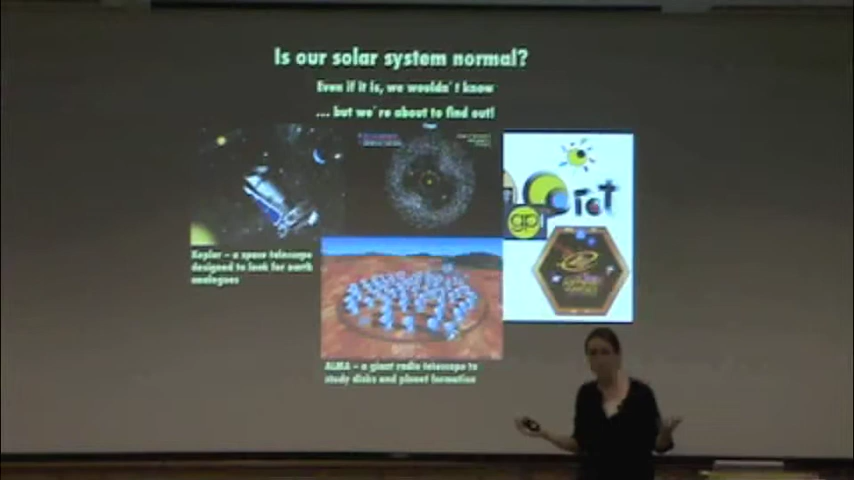 Is our solar system normal?
Even if it is, we wouldn't know
... but we're about to find out!
gpi
Kepler – a space telescope
designed to look for earth
analogues
ALMA – a giant radio telescope to
study disks and planet formation